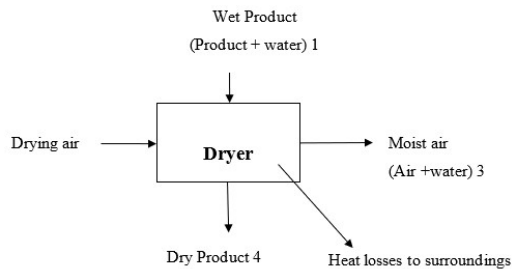 Wet Product
(Product + water) 1
Drying air
Dryer
Moist air
(Air +water) 3
Dry Product 4
Heat losses to surroundings